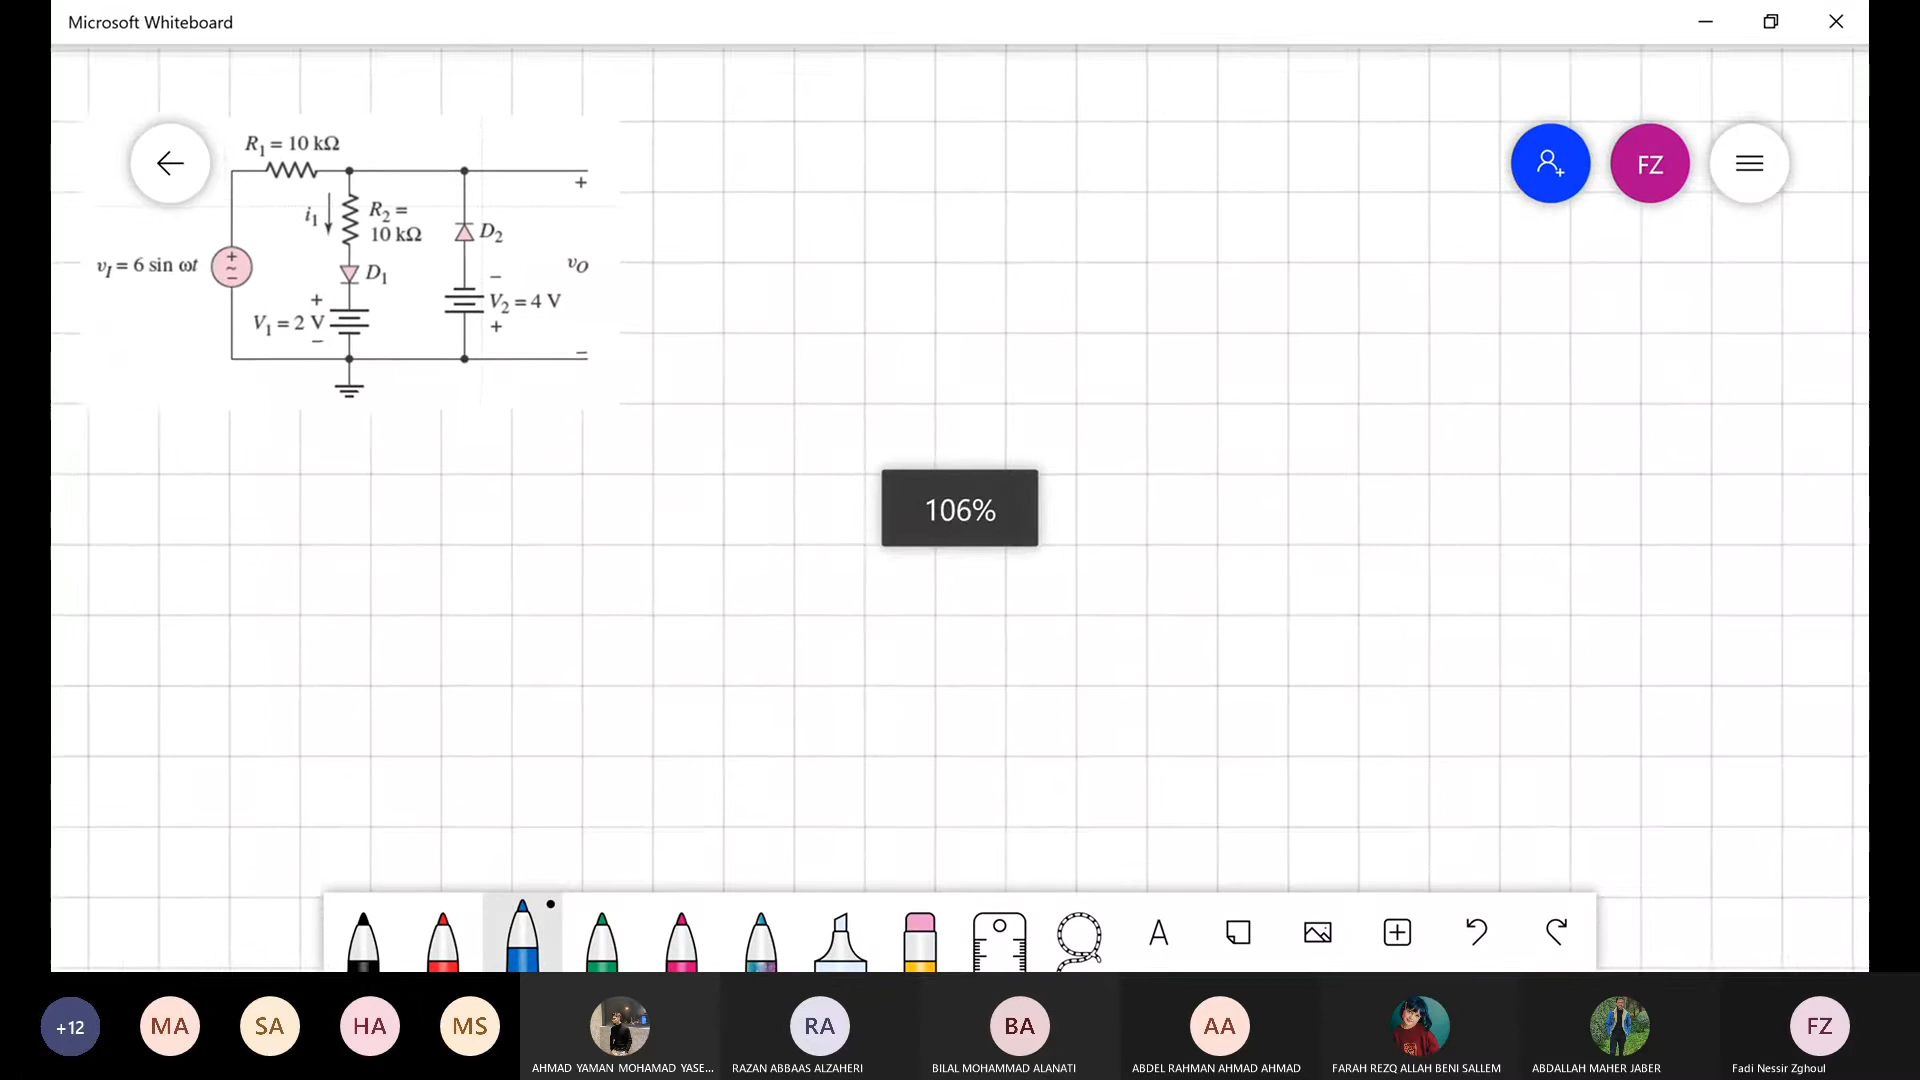 Microsoft Whiteboard
R₁ = 10 kΩ
+
i₁
R₂ =
10 kΩ
D₂
v_I = 6 sin ωt
+
~
−
D₁
−
v_O
+
V₁ = 2 V
−
V₂ = 4 V
+
−
FZ
106%
A
+12
MA
SA
HA
MS
RA
BA
AA
FZ
AHMAD YAMAN MOHAMAD YASE...
RAZAN ABBAAS ALZAHERI
BILAL MOHAMMAD ALANATI
ABDEL RAHMAN AHMAD AHMAD
FARAH REZQ ALLAH BENI SALLEM
ABDALLAH MAHER JABER
Fadi Nessir Zghoul